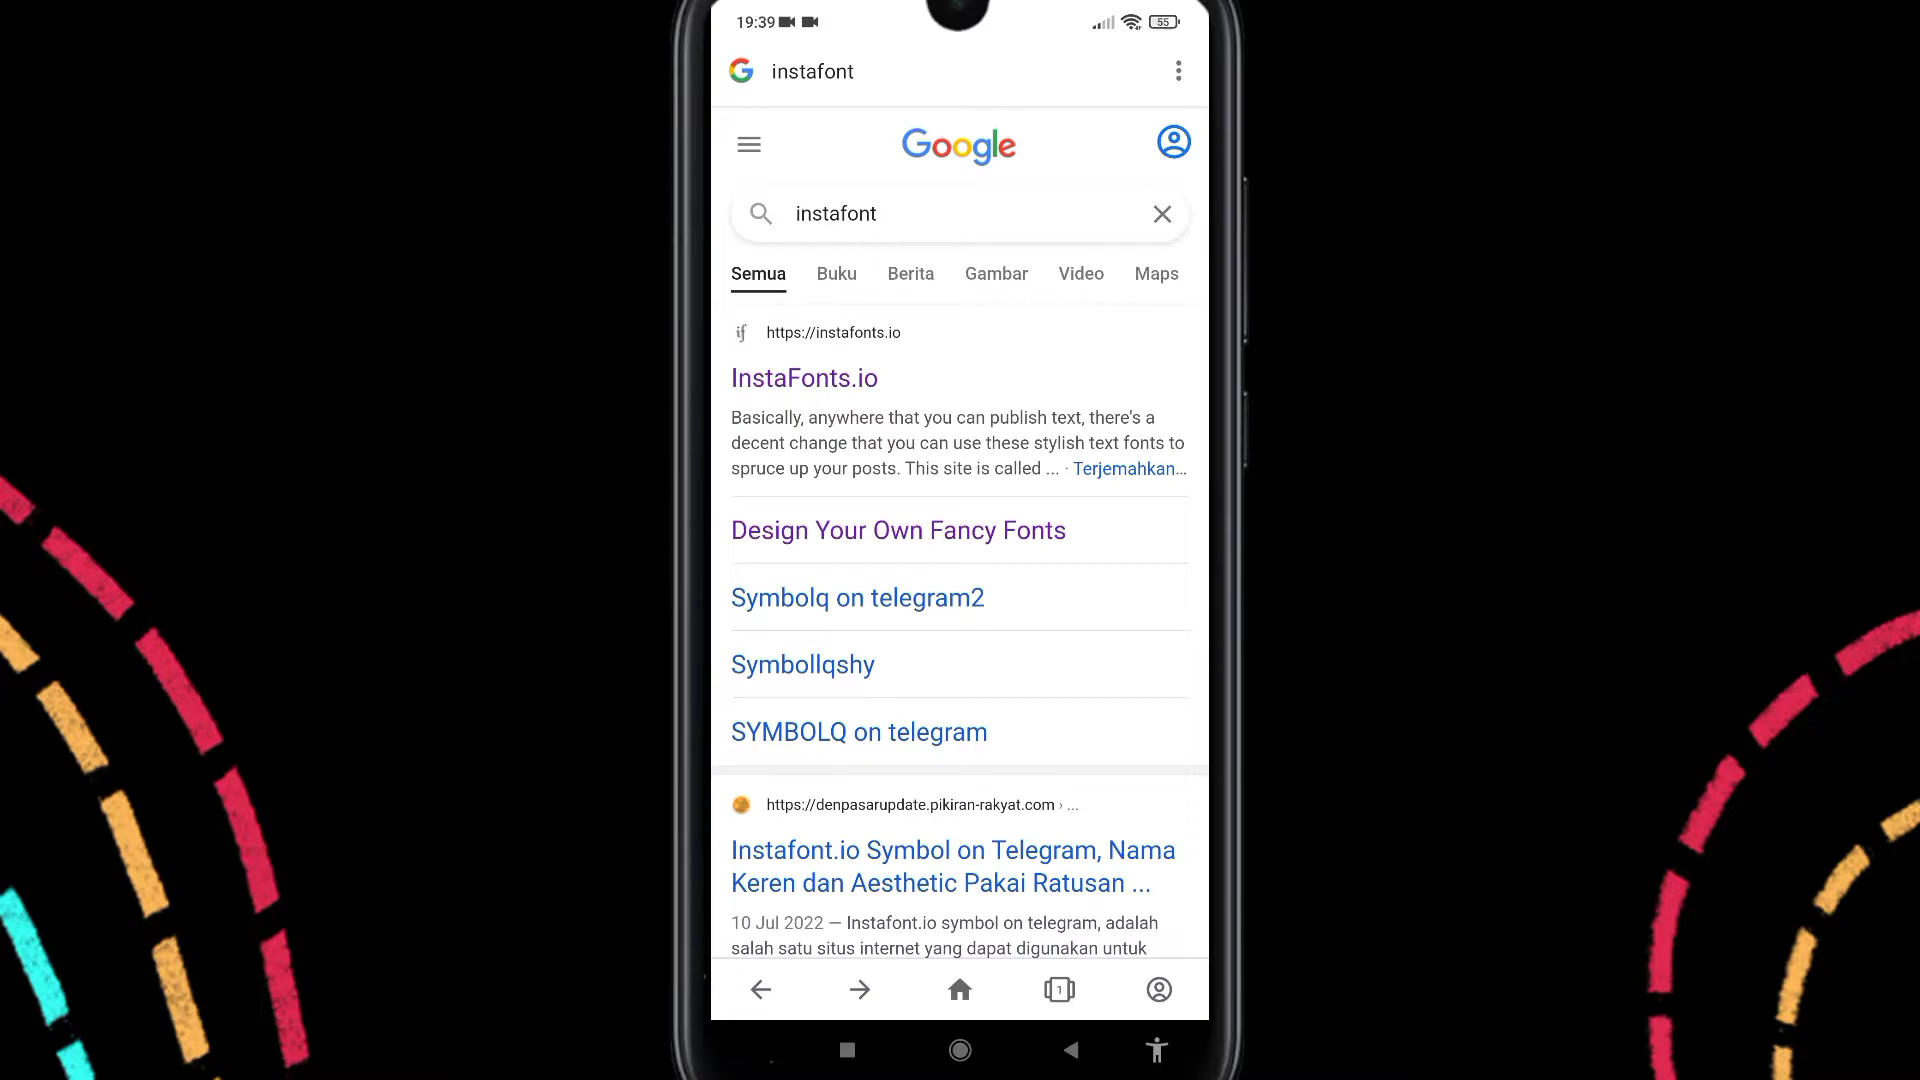 19:39
55
instafont
Google
instafont
Semua Buku Berita Gambar Video Maps
if https://instafonts.io
InstaFonts.io
Basically, anywhere that you can publish text, there's a
decent change that you can use these stylish text fonts to
spruce up your posts. This site is called ... · Terjemahkan...
Design Your Own Fancy Fonts
Symbolq on telegram2
Symbollqshy
SYMBOLQ on telegram
https://denpasarupdate.pikiran-rakyat.com › ...
Instafont.io Symbol on Telegram, Nama
Keren dan Aesthetic Pakai Ratusan ...
10 Jul 2022 — Instafont.io symbol on telegram, adalah
salah satu situs internet yang dapat digunakan untuk
1